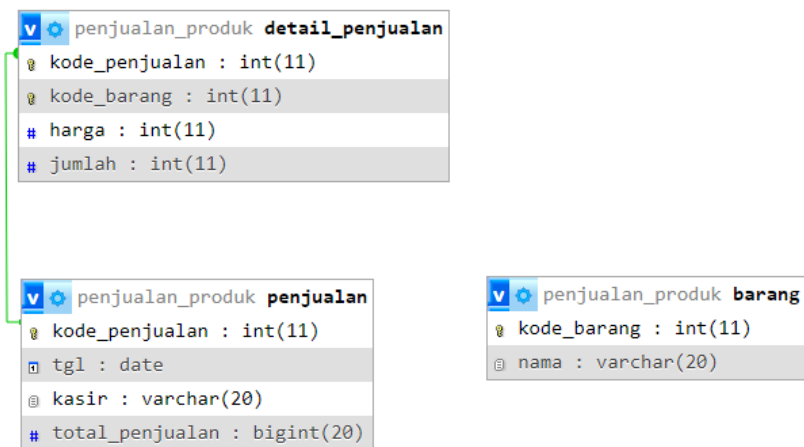 penjualan_produk detail_penjualan
kode_penjualan : int(11)
kode_barang : int(11)
# harga : int(11)
# jumlah : int(11)
penjualan_produk penjualan
kode_penjualan : int(11)
tgl : date
kasir : varchar(20)
# total_penjualan : bigint(20)
penjualan_produk barang
kode_barang : int(11)
nama : varchar(20)